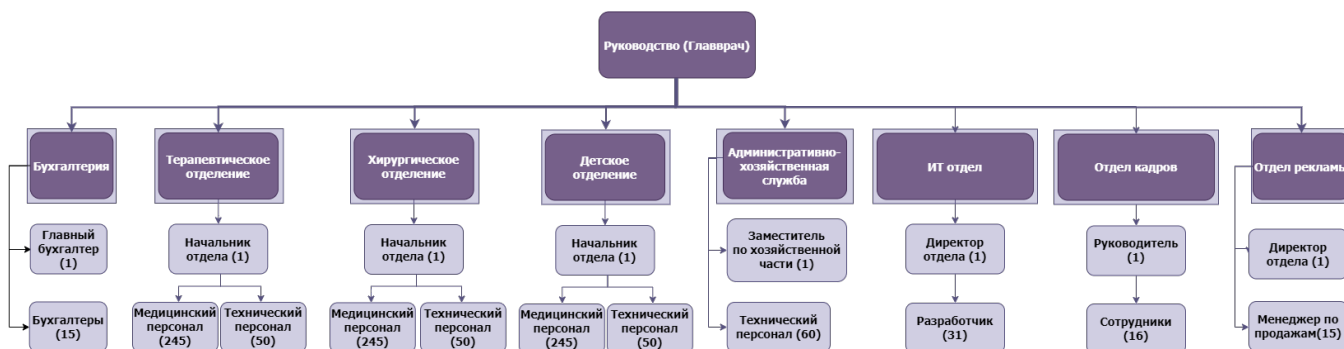 Руководство (Главврач)
Бухгалтерия
Терапевтическое
отделение
Хирургическое
отделение
Детское
отделение
Административно-
хозяйственная
служба
ИТ отдел
Отдел кадров
Отдел рекламы
Главный
бухгалтер
(1)
Начальник
отдела (1)
Начальник
отдела (1)
Начальник
отдела (1)
Заместитель
по хозяйственной
части (1)
Директор
отдела (1)
Руководитель
(1)
Директор
отдела (1)
Бухгалтеры
(15)
Медицинский
персонал
(245)
Технический
персонал
(50)
Медицинский
персонал
(245)
Технический
персонал
(50)
Медицинский
персонал
(245)
Технический
персонал
(50)
Технический
персонал (60)
Разработчик
(31)
Сотрудники
(16)
Менеджер по
продажам(15)